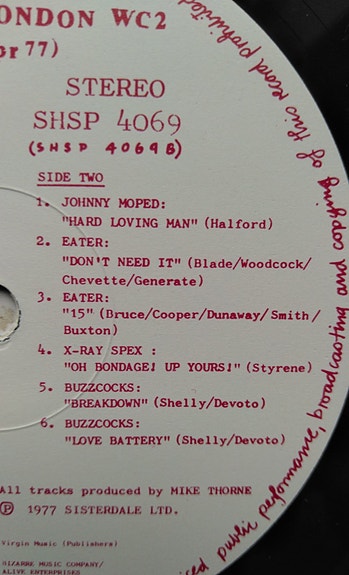 ONDON WC2
or 77)
STEREO
SHSP 4069
(SHSP 4069B)
SIDE TWO
1. JOHNNY MOPED:
"HARD LOVING MAN" (Halford)
2. EATER:
"DON'T NEED IT" (Blade/Woodcock/
Chevette/Generate)
3. EATER:
"15" (Bruce/Cooper/Dunaway/Smith/
Buxton)
4. X-RAY SPEX :
"OH BONDAGE! UP YOURS!" (Styrene)
5. BUZZCOCKS:
"BREAKDOWN" (Shelly/Devoto)
6. BUZZCOCKS:
"LOVE BATTERY" (Shelly/Devoto)
All tracks produced by MIKE THORNE
℗ 1977 SISTERDALE LTD.
Virgin Music (Publishers)
BIZARRE MUSIC COMPANY/
ALIVE ENTERPRISES
public performance, broadcasting and copying of this record prohibited